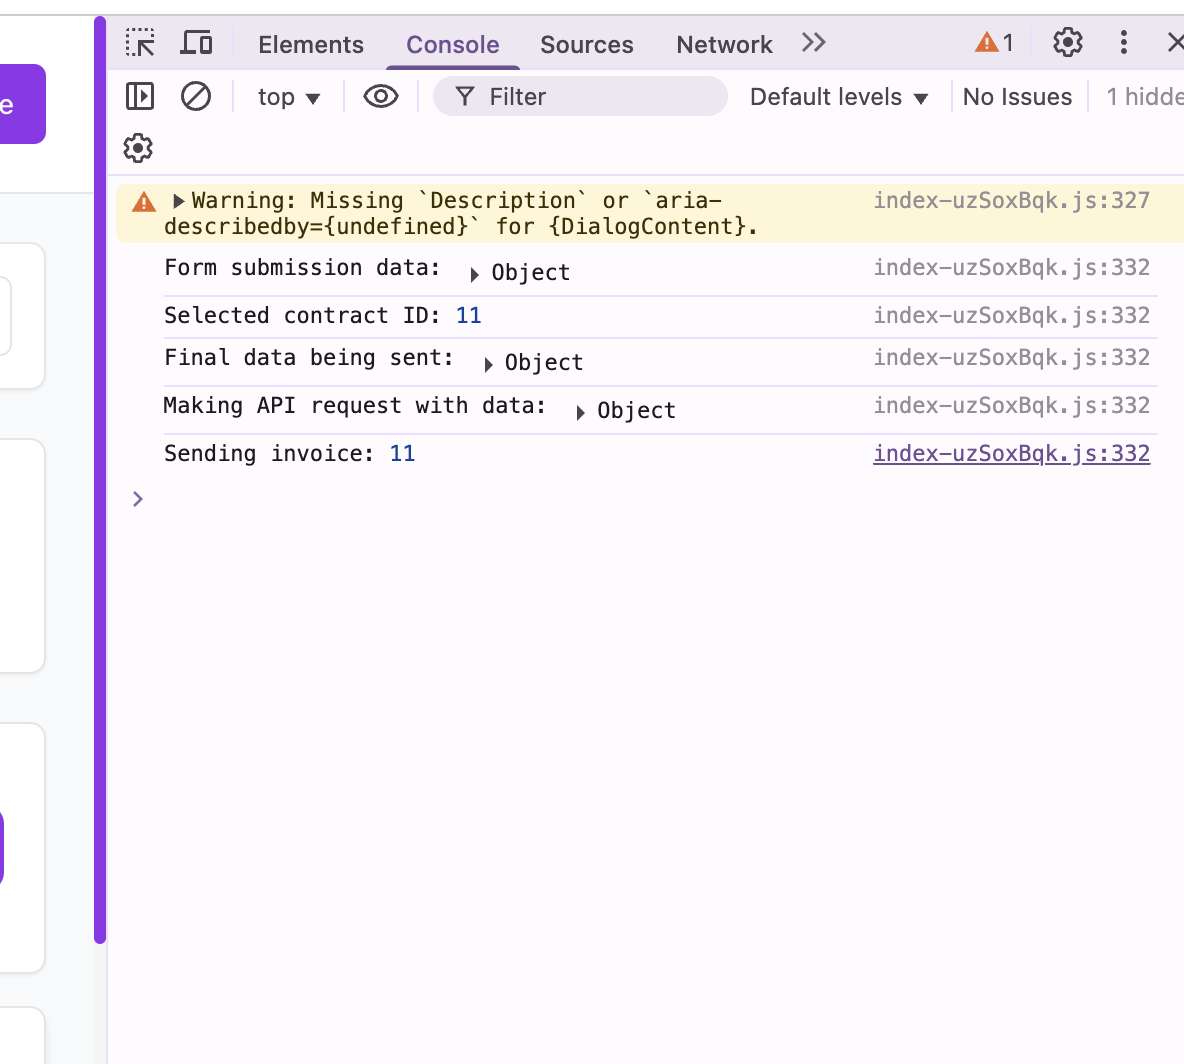 e
Elements Console Sources Network 1
top Filter Default levels No Issues 1 hidde
Warning: Missing `Description` or `aria- index-uzSoxBqk.js:327
describedby={undefined}` for {DialogContent}.
Form submission data: Object index-uzSoxBqk.js:332
Selected contract ID: 11 index-uzSoxBqk.js:332
Final data being sent: Object index-uzSoxBqk.js:332
Making API request with data: Object index-uzSoxBqk.js:332
Sending invoice: 11 index-uzSoxBqk.js:332